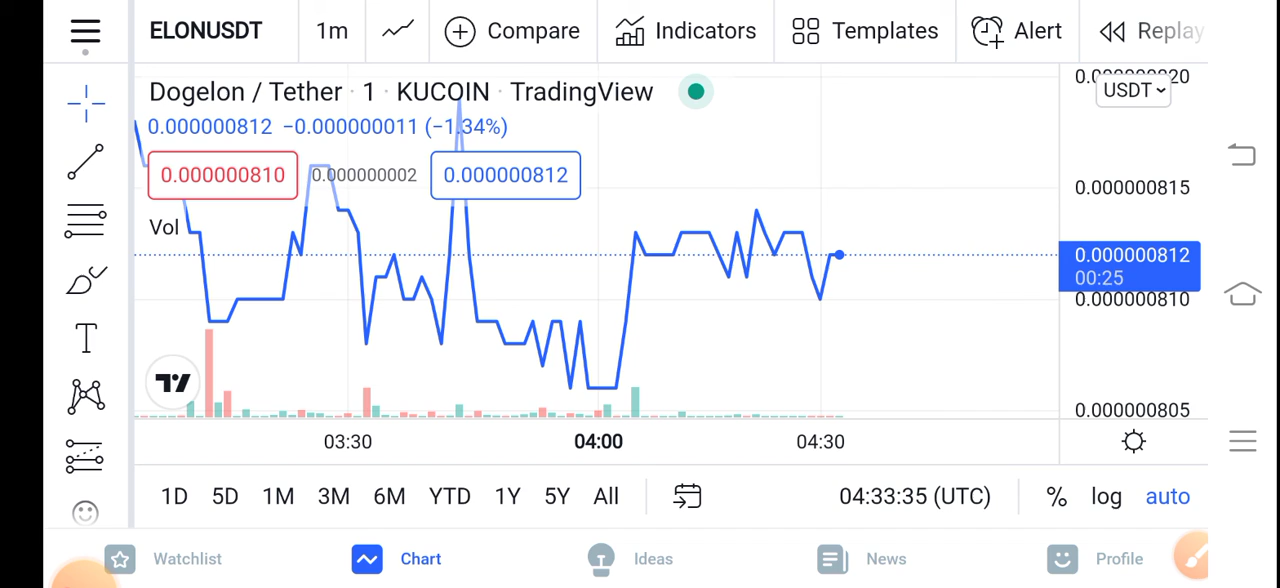 ELONUSDT 1m Compare Indicators Templates Alert Replay
Dogelon / Tether · 1 · KUCOIN · TradingView
USDT
0.000000812 −0.000000011 (−1.34%)
0.000000810 0.000000002 0.000000812
0.000000815
Vol
0.000000812
00:25
0.000000810
0.000000805
03:30 04:00 04:30
1D 5D 1M 3M 6M YTD 1Y 5Y All 04:33:35 (UTC) % log auto
Watchlist Chart Ideas News Profile